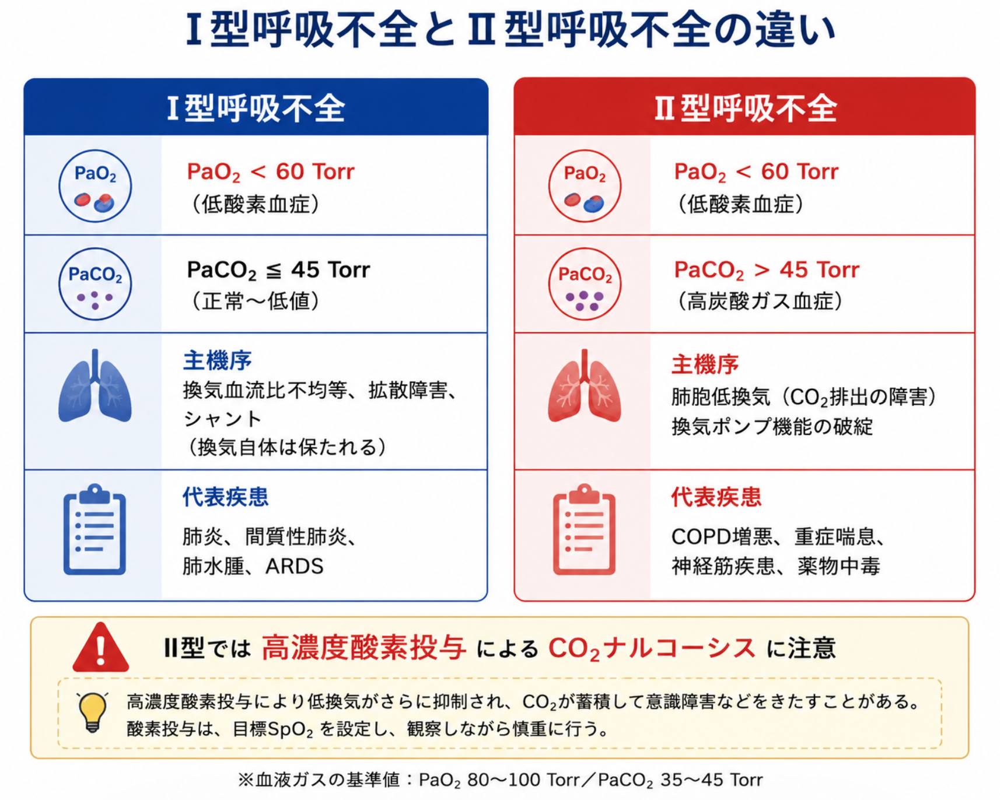 Ⅰ型呼吸不全とⅡ型呼吸不全の違い
Ⅰ型呼吸不全
PaO₂
PaO₂ < 60 Torr
（低酸素血症）
PaCO₂
PaCO₂ ≦ 45 Torr
（正常～低値）
主機序
換気血流比不均等、拡散障害、
シャント
（換気自体は保たれる）
代表疾患
肺炎、間質性肺炎、
肺水腫、ARDS
Ⅱ型呼吸不全
PaO₂
PaO₂ < 60 Torr
（低酸素血症）
PaCO₂
PaCO₂ > 45 Torr
（高炭酸ガス血症）
主機序
肺胞低換気（CO₂排出の障害）
換気ポンプ機能の破綻
代表疾患
COPD増悪、重症喘息、
神経筋疾患、薬物中毒
II型では 高濃度酸素投与 による CO₂ナルコーシス に注意
高濃度酸素投与により低換気がさらに抑制され、CO₂が蓄積して意識障害などをきたすことがある。
酸素投与は、目標SpO₂ を設定し、観察しながら慎重に行う。
※血液ガスの基準値：PaO₂ 80～100 Torr／PaCO₂ 35～45 Torr